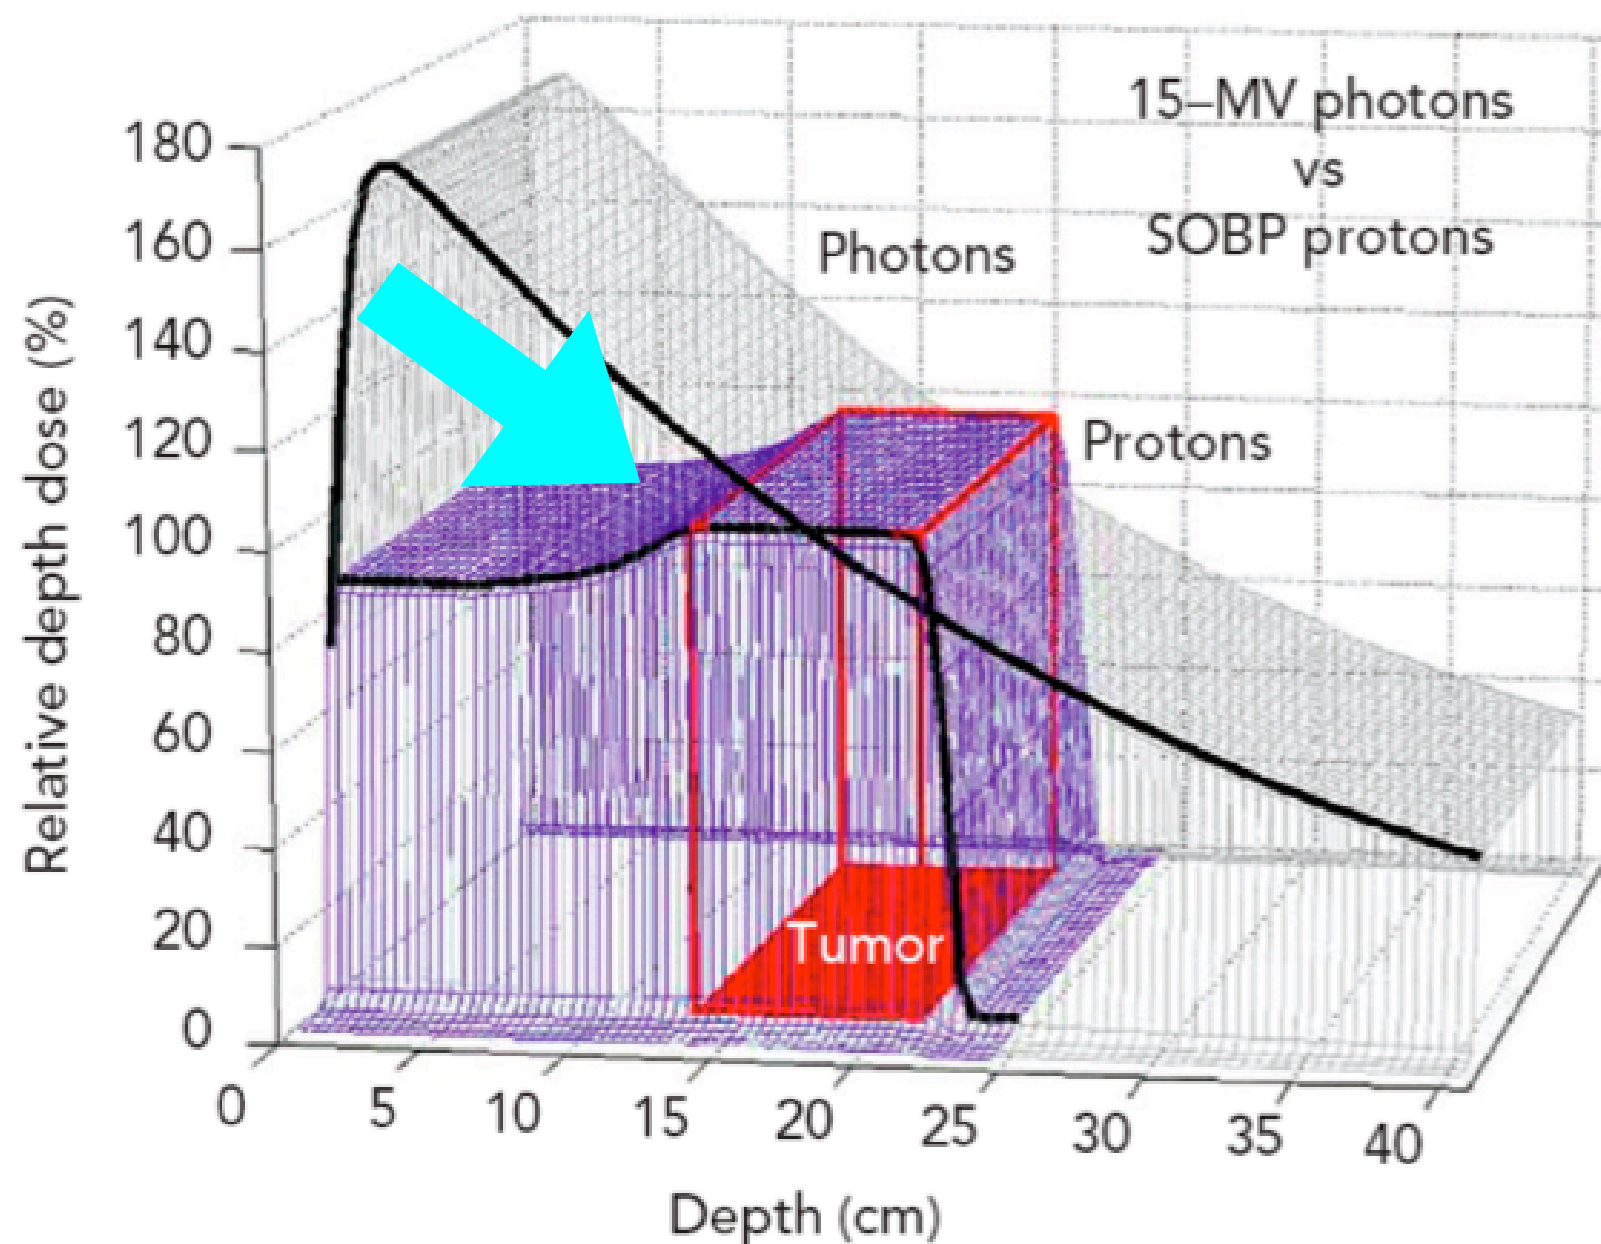 15–MV photons
vs
SOBP protons
Photons
Protons
Tumor
Relative depth dose (%)
180
160
140
120
100
80
60
40
20
0
0 5 10 15 20 25 30 35 40
Depth (cm)